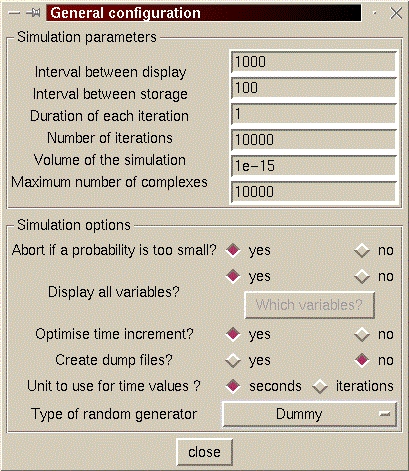 General configuration
Simulation parameters
Interval between display 1000
Interval between storage 100
Duration of each iteration 1
Number of iterations 10000
Volume of the simulation 1e-15
Maximum number of complexes 10000
Simulation options
Abort if a probability is too small? yes no
Display all variables? yes no
Which variables?
Optimise time increment? yes no
Create dump files? yes no
Unit to use for time values ? seconds iterations
Type of random generator Dummy
close